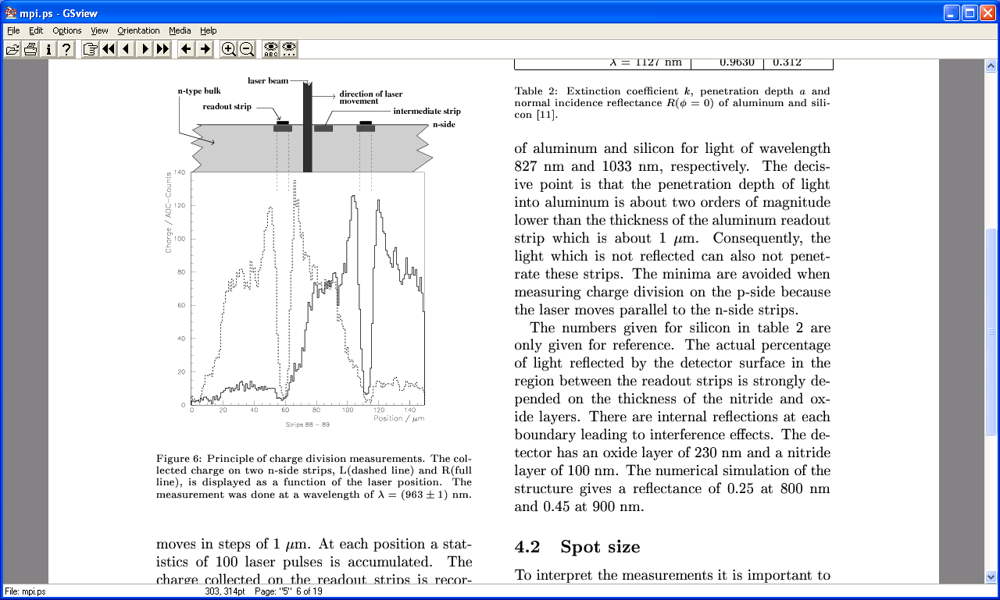 mpi.ps - GSview
File Edit Options View Orientation Media Help
laser beam
n-type bulk
direction of laser
movement
readout strip
intermediate strip
n-side
Charge / ADC-Counts
140
120
100
80
60
40
20
0
0 20 40 60 80 100 120 140
Position / μm
Strips 88 - 89
Figure 6: Principle of charge division measurements. The col-
lected charge on two n-side strips, L(dashed line) and R(full
line), is displayed as a function of the laser position. The
measurement was done at a wavelength of λ = (963 ± 1) nm.
moves in steps of 1 μm. At each position a stat-
istics of 100 laser pulses is accumulated. The
charge collected on the readout strips is recor-
λ = 1127 nm 0.9630 0.312
Table 2: Extinction coefficient k, penetration depth a and
normal incidence reflectance R(ϕ = 0) of aluminum and sili-
con [11].
of aluminum and silicon for light of wavelength
827 nm and 1033 nm, respectively. The decis-
ive point is that the penetration depth of light
into aluminum is about two orders of magnitude
lower than the thickness of the aluminum readout
strip which is about 1 μm. Consequently, the
light which is not reflected can also not penet-
rate these strips. The minima are avoided when
measuring charge division on the p-side because
the laser moves parallel to the n-side strips.
The numbers given for silicon in table 2 are
only given for reference. The actual percentage
of light reflected by the detector surface in the
region between the readout strips is strongly de-
pended on the thickness of the nitride and ox-
ide layers. There are internal reflections at each
boundary leading to interference effects. The de-
tector has an oxide layer of 230 nm and a nitride
layer of 100 nm. The numerical simulation of the
structure gives a reflectance of 0.25 at 800 nm
and 0.45 at 900 nm.
4.2 Spot size
To interpret the measurements it is important to
File: mpi.ps 303, 314pt Page: "5" 6 of 19